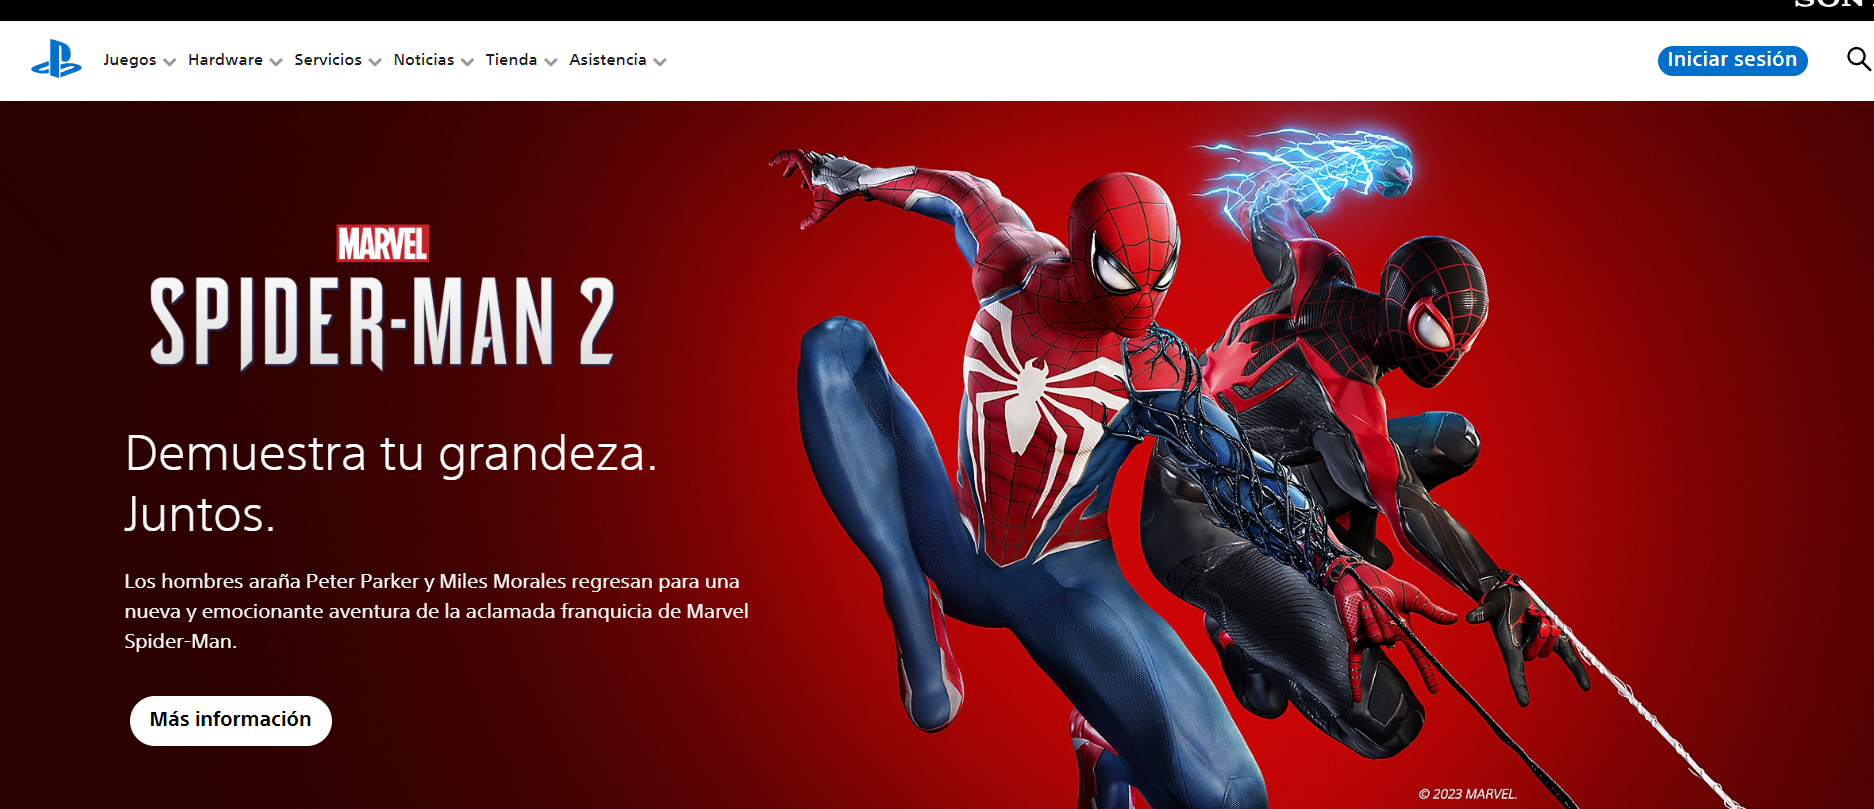 Juegos Hardware Servicios Noticias Tienda Asistencia Iniciar sesión
MARVEL
SPIDER-MAN 2
Demuestra tu grandeza.
Juntos.
Los hombres araña Peter Parker y Miles Morales regresan para una
nueva y emocionante aventura de la aclamada franquicia de Marvel
Spider-Man.
Más información
© 2023 MARVEL.